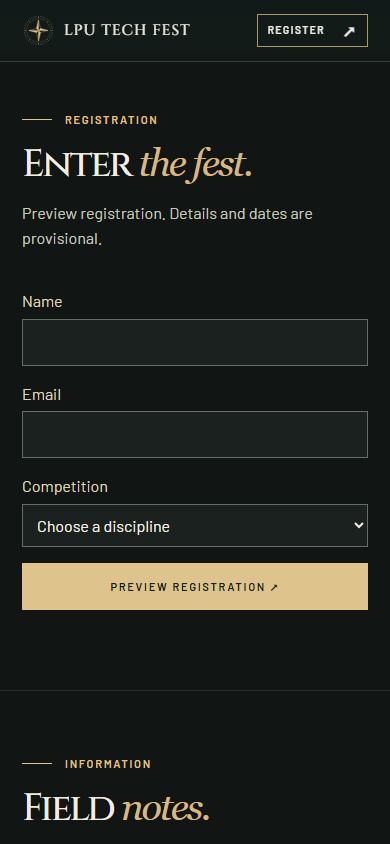 LPU TECH FEST
REGISTER ↗
REGISTRATION
ENTER the fest.
Preview registration. Details and dates are
provisional.
Name
Email
Competition
Choose a discipline
PREVIEW REGISTRATION ↗
INFORMATION
FIELD notes.